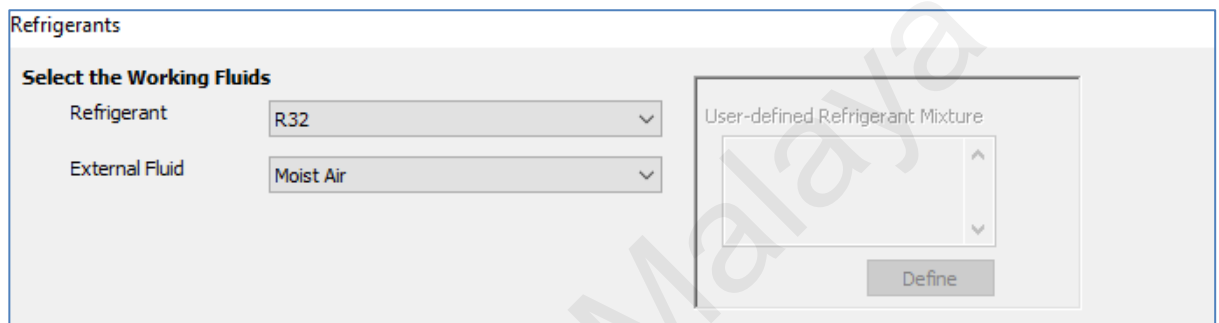 Refrigerants
Select the Working Fluids
Refrigerant
R32
External Fluid
Moist Air
User-defined Refrigerant Mixture
Define
Malaya